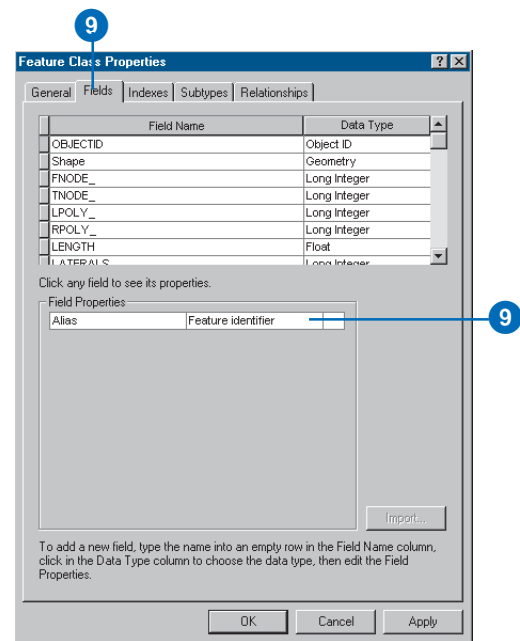 9
Feature Class Properties
General Fields Indexes Subtypes Relationships
Field Name Data Type
OBJECTID Object ID
Shape Geometry
FNODE_ Long Integer
TNODE_ Long Integer
LPOLY_ Long Integer
RPOLY_ Long Integer
LENGTH Float
LATERALS Long Integer
Click any field to see its properties.
Field Properties
Alias Feature identifier
9
Import...
To add a new field, type the name into an empty row in the Field Name column,
click in the Data Type column to choose the data type, then edit the Field
Properties.
OK Cancel Apply